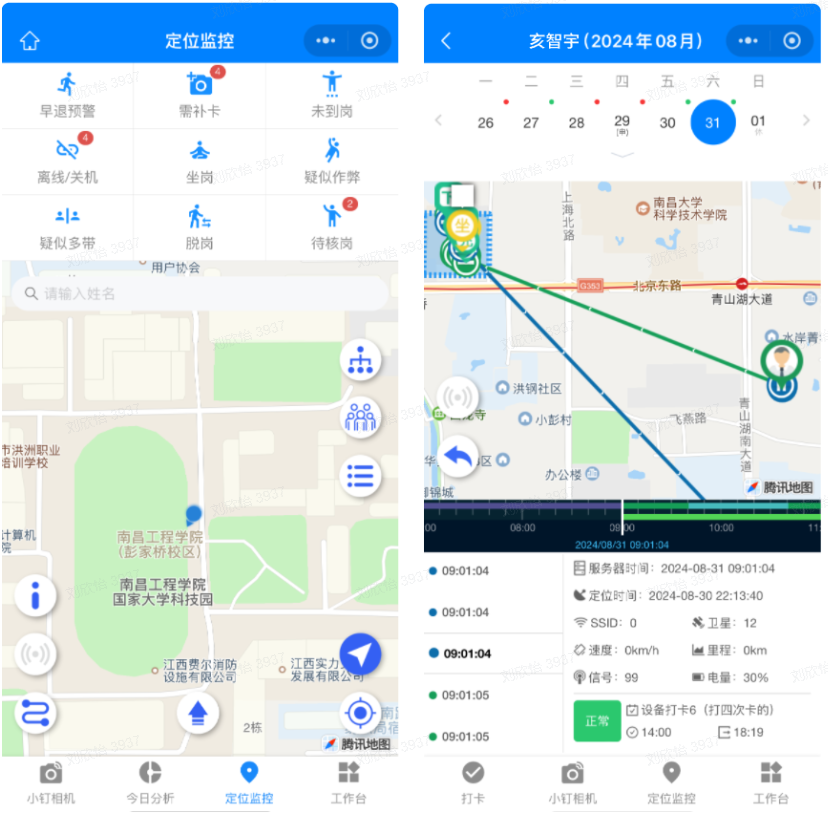 定位监控
早退预警
需补卡
4
未到岗
离线/关机
4
坐岗
疑似作弊
疑似多带
脱岗
待核岗
2
用户协会
请输入姓名
市洪洲职业
培训学校
计算机
院
南昌工程学院
(彭家桥校区)
南昌工程学院
国家大学科技园
江西费尔消防
设施有限公司
江西实力
发展有限公司
2栋
腾讯地图
小钉相机
今日分析
定位监控
工作台
亥智宇(2024年08月)
一 二 三 四 五 六 日
26 27 28 29 30 31 01
(申)
休
上海北路
南昌大学
科学技术学院
坐
G353
北京东路
青山湖大道
水岸菁
洪钢社区
小彭村
飞燕路
青山湖南大道
办公楼
御锦城
腾讯地图
08:00
09:00
10:00
2024/08/31 09:01:04
09:01:04
09:01:04
09:01:04
09:01:05
09:01:05
服务器时间：2024-08-31 09:01:04
定位时间：2024-08-30 22:13:40
SSID：0
卫星：12
速度：0km/h
里程：0km
信号：99
电量：30%
正常
设备打卡6（打四次卡的）
14:00
18:19
打卡
小钉相机
定位监控
工作台
刘欣怡 3937